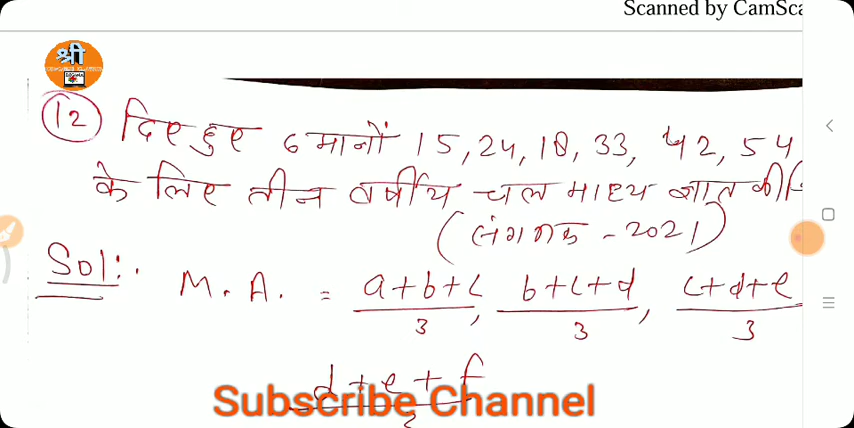 Scanned by CamSca
श्री
(12) दिए हुए 6 मानों 15, 24, 18, 33, 42, 54
के लिए तीन वर्षीय चल माध्य ज्ञात की
(संगणक - 2021)
Sol:.
M. A. = a+b+c/3, b+c+d/3, c+d+e/3
d+e+f
Subscribe Channel